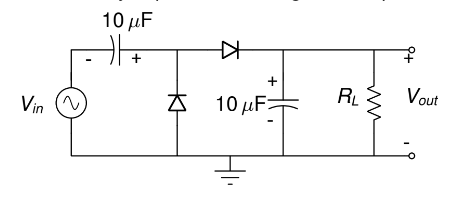 10 μF
- +
+
V_in
10 μF
+
-
R_L
V_out
-